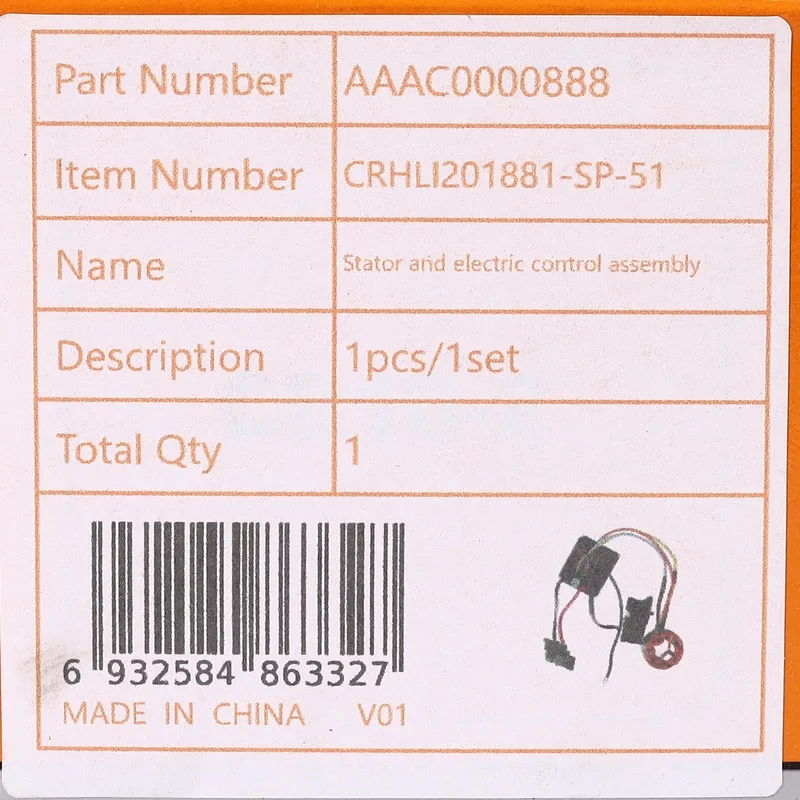 Part Number AAAC0000888
Item Number CRHLI201881-SP-51
Name Stator and electric control assembly
Description 1pcs/1set
Total Qty 1
6 932584 863327
MADE IN CHINA V01